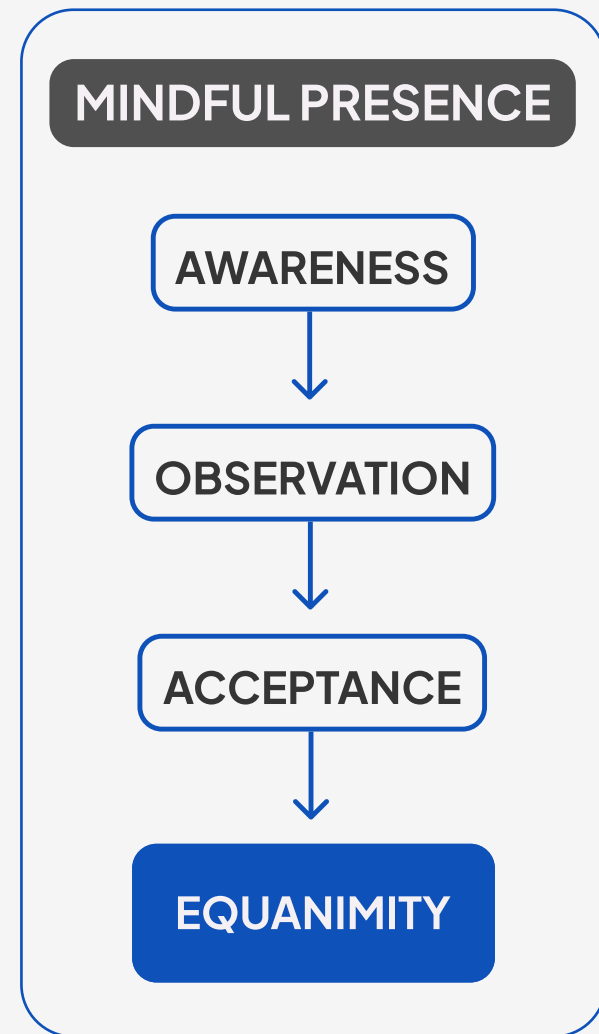 MINDFUL PRESENCE
AWARENESS
OBSERVATION
ACCEPTANCE
EQUANIMITY